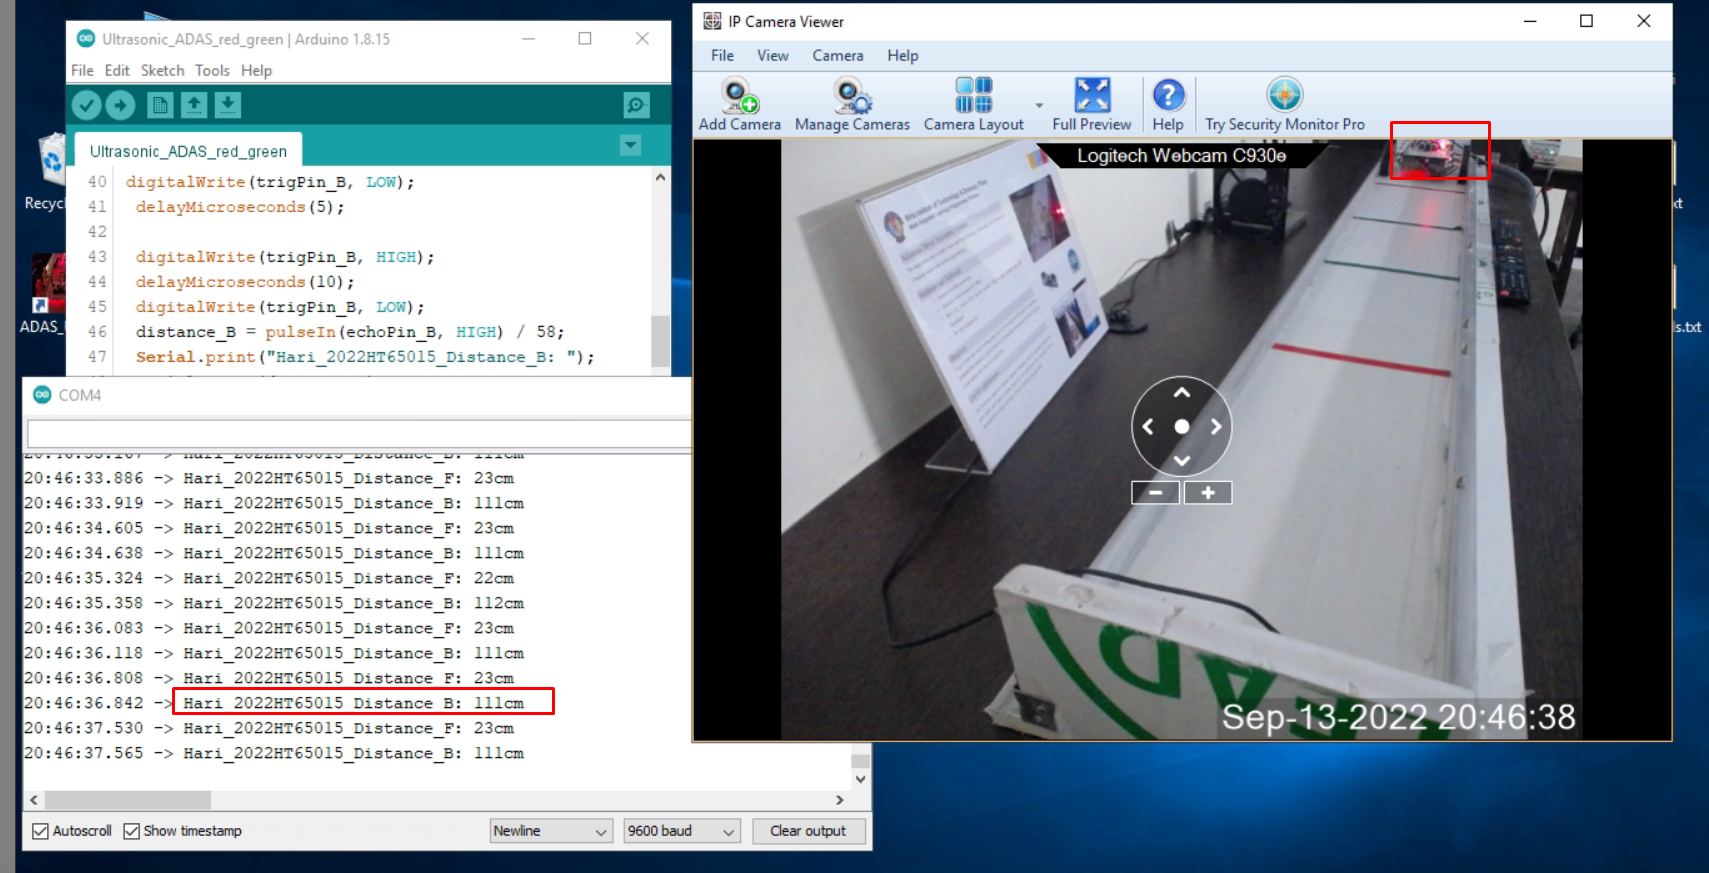 Ultrasonic_ADAS_red_green | Arduino 1.8.15
File Edit Sketch Tools Help
Ultrasonic_ADAS_red_green
40 digitalWrite(trigPin_B, LOW);
41 delayMicroseconds(5);
42
43 digitalWrite(trigPin_B, HIGH);
44 delayMicroseconds(10);
45 digitalWrite(trigPin_B, LOW);
46 distance_B = pulseIn(echoPin_B, HIGH) / 58;
47 Serial.print("Hari_2022HT65015_Distance_B: ");
Recycl
ADAS_
COM4
20:46:33.886 -> Hari_2022HT65015_Distance_F: 23cm
20:46:33.919 -> Hari_2022HT65015_Distance_B: 111cm
20:46:34.605 -> Hari_2022HT65015_Distance_F: 23cm
20:46:34.638 -> Hari_2022HT65015_Distance_B: 111cm
20:46:35.324 -> Hari_2022HT65015_Distance_F: 22cm
20:46:35.358 -> Hari_2022HT65015_Distance_B: 112cm
20:46:36.083 -> Hari_2022HT65015_Distance_F: 23cm
20:46:36.118 -> Hari_2022HT65015_Distance_B: 111cm
20:46:36.808 -> Hari_2022HT65015_Distance_F: 23cm
20:46:36.842 -> Hari_2022HT65015_Distance_B: 111cm
20:46:37.530 -> Hari_2022HT65015_Distance_F: 23cm
20:46:37.565 -> Hari_2022HT65015_Distance_B: 111cm
Autoscroll Show timestamp Newline 9600 baud Clear output
IP Camera Viewer
File View Camera Help
Add Camera Manage Cameras Camera Layout Full Preview Help Try Security Monitor Pro
Logitech Webcam C930e
Sep-13-2022 20:46:38
xt
s.txt